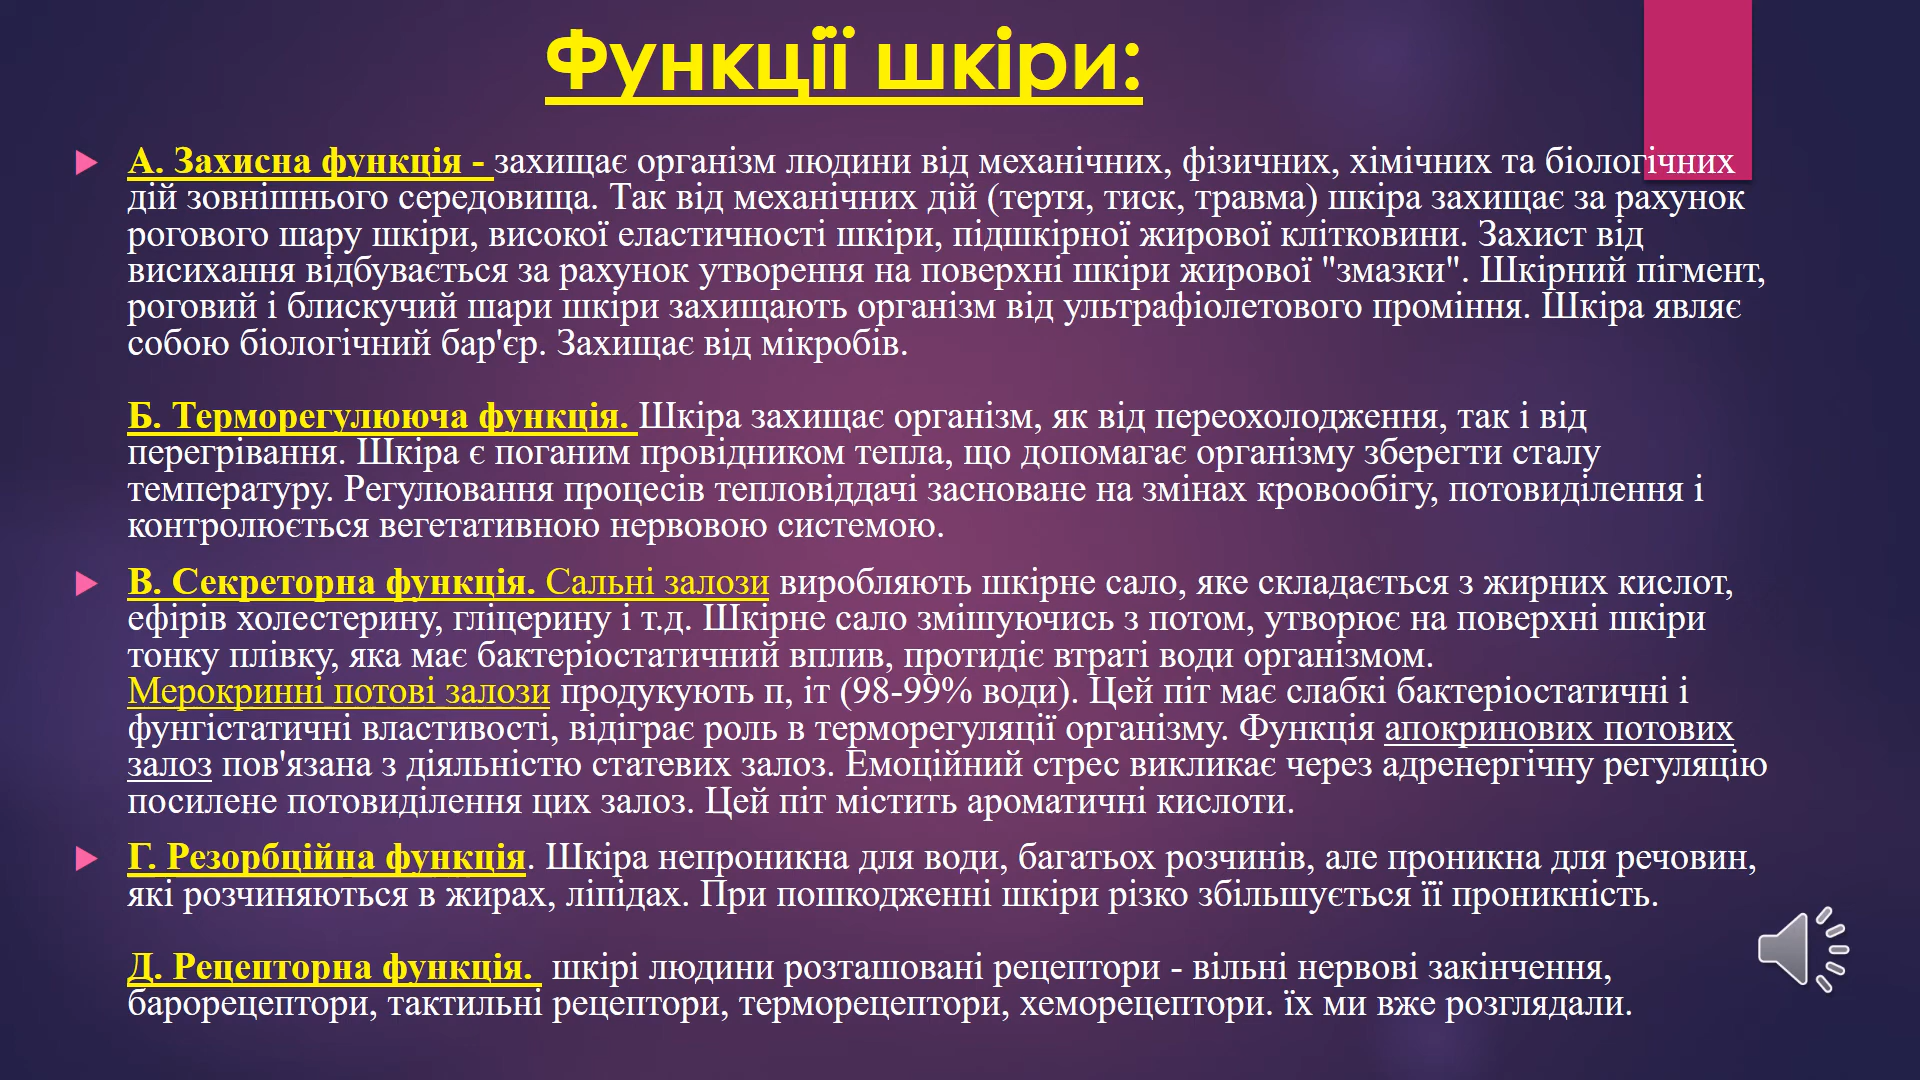 Функції шкіри:
А. Захисна функція - захищає організм людини від механічних, фізичних, хімічних та біологічних
дій зовнішнього середовища. Так від механічних дій (тертя, тиск, травма) шкіра захищає за рахунок
рогового шару шкіри, високої еластичності шкіри, підшкірної жирової клітковини. Захист від
висихання відбувається за рахунок утворення на поверхні шкіри жирової "змазки". Шкірний пігмент,
роговий і блискучий шари шкіри захищають організм від ультрафіолетового проміння. Шкіра являє
собою біологічний бар'єр. Захищає від мікробів.
Б. Терморегулююча функція. Шкіра захищає організм, як від переохолодження, так і від
перегрівання. Шкіра є поганим провідником тепла, що допомагає організму зберегти сталу
температуру. Регулювання процесів тепловіддачі засноване на змінах кровообігу, потовиділення і
контролюється вегетативною нервовою системою.
В. Секреторна функція. Сальні залози виробляють шкірне сало, яке складається з жирних кислот,
ефірів холестерину, гліцерину і т.д. Шкірне сало змішуючись з потом, утворює на поверхні шкіри
тонку плівку, яка має бактеріостатичний вплив, протидіє втраті води організмом.
Мерокринні потові залози продукують п, іт (98-99% води). Цей піт має слабкі бактеріостатичні і
фунгістатичні властивості, відіграє роль в терморегуляції організму. Функція апокринових потових
залоз пов'язана з діяльністю статевих залоз. Емоційний стрес викликає через адренергічну регуляцію
посилене потовиділення цих залоз. Цей піт містить ароматичні кислоти.
Г. Резорбційна функція. Шкіра непроникна для води, багатьох розчинів, але проникна для речовин,
які розчиняються в жирах, ліпідах. При пошкодженні шкіри різко збільшується її проникність.
Д. Рецепторна функція. шкірі людини розташовані рецептори - вільні нервові закінчення,
барорецептори, тактильні рецептори, терморецептори, хеморецептори. їх ми вже розглядали.